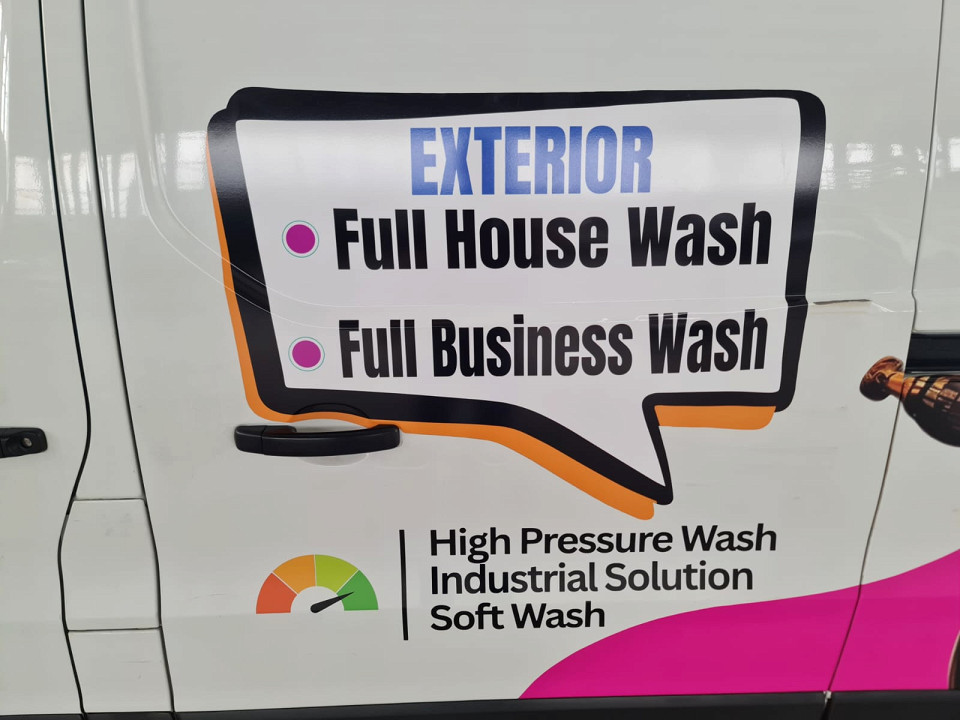 EXTERIOR
Full House Wash
Full Business Wash
High Pressure Wash
Industrial Solution
Soft Wash